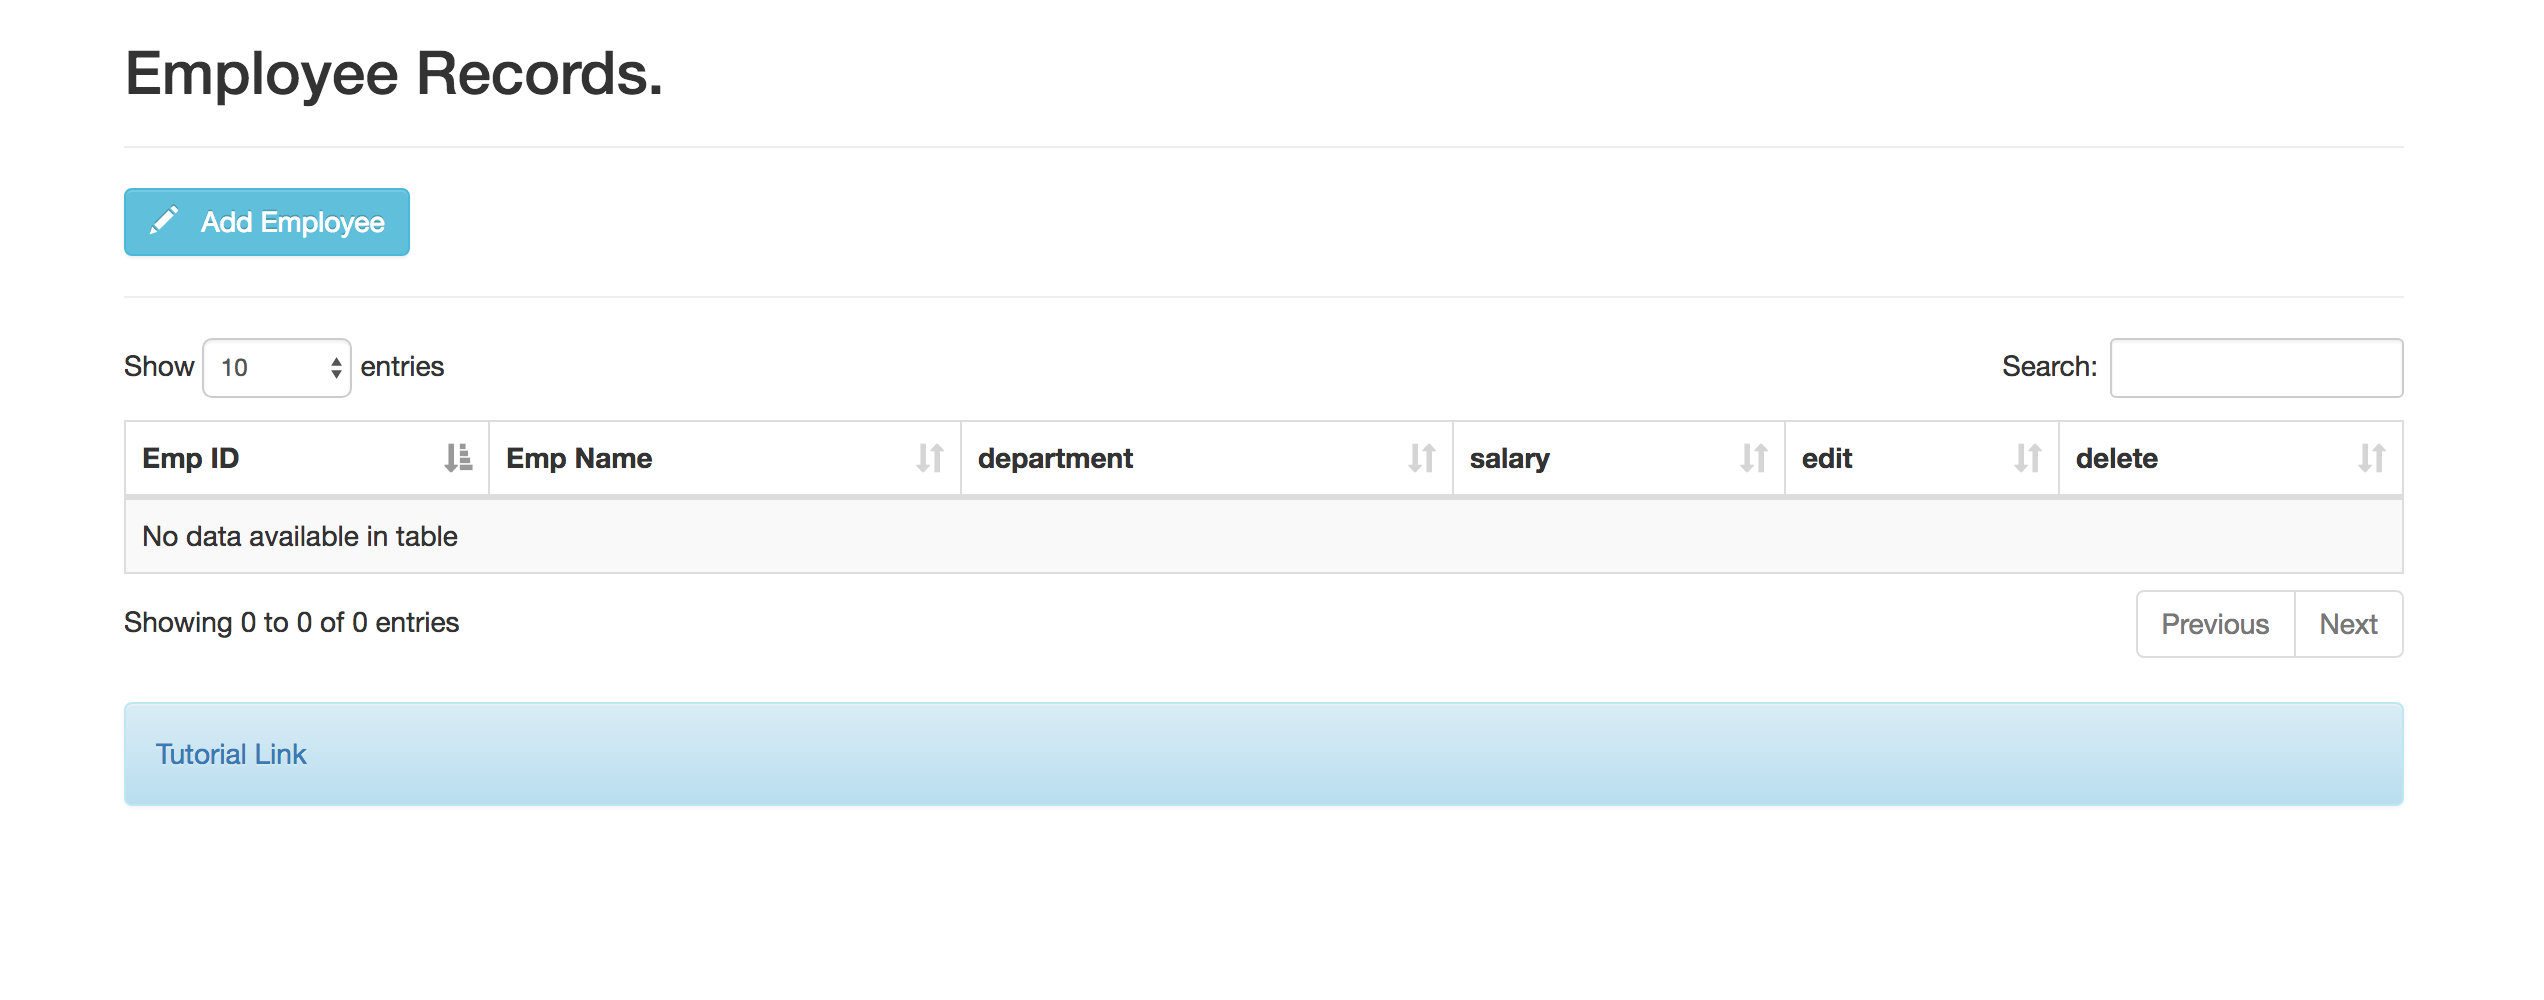 Employee Records.
Add Employee
Show 10 entries Search:
Emp ID Emp Name department salary edit delete
No data available in table
Showing 0 to 0 of 0 entries Previous Next
Tutorial Link